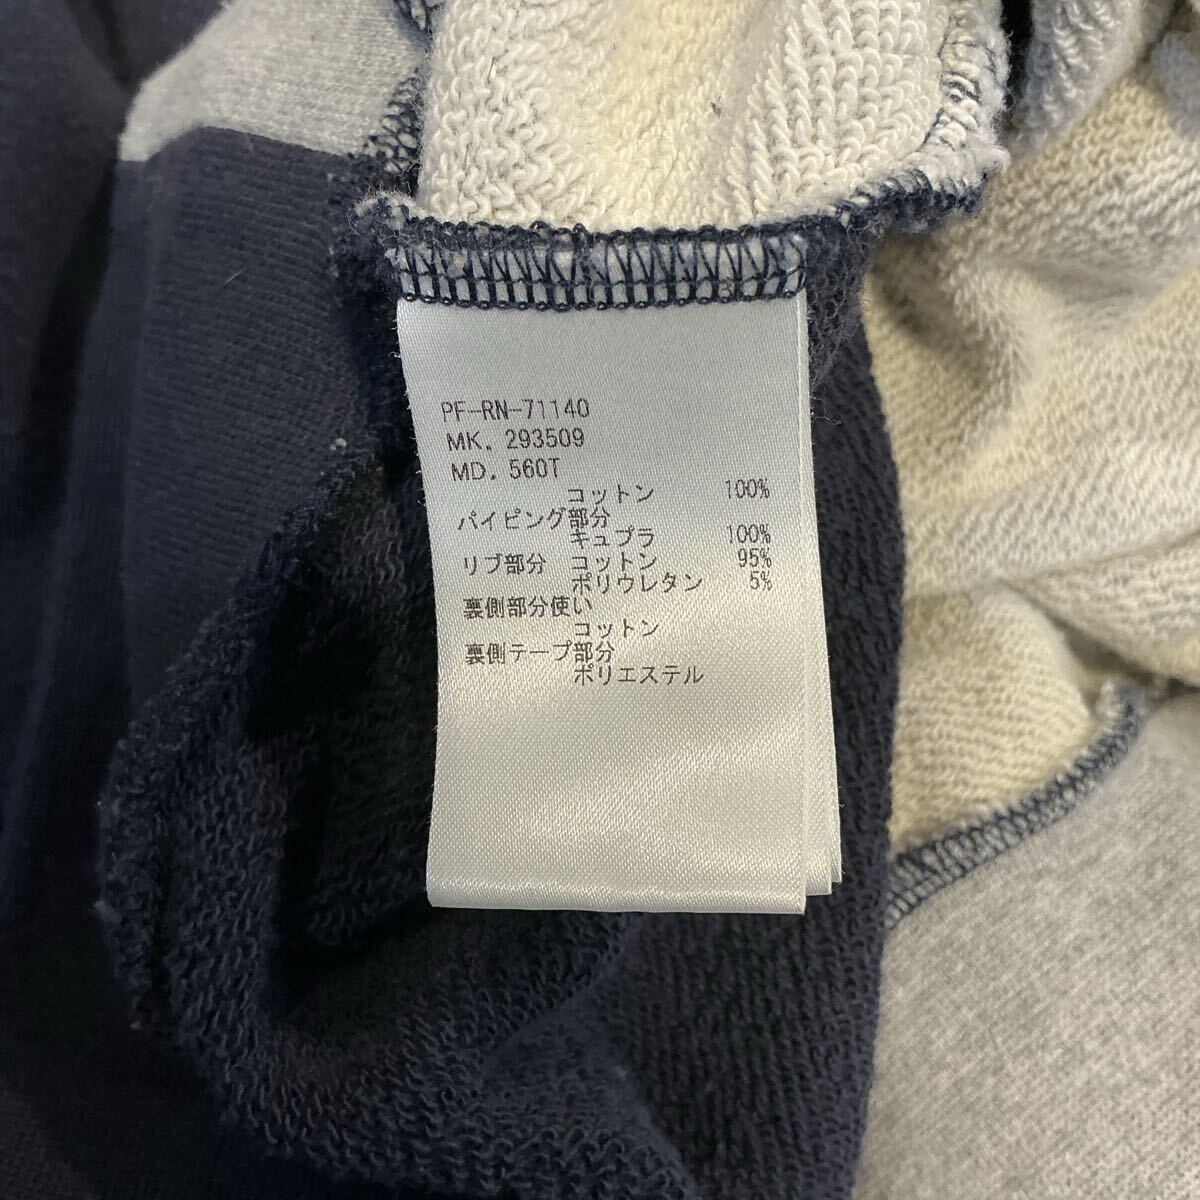 PF-RN-71140
MK. 293509
MD. 560T
コットン 100%
パイピング部分
キュプラ 100%
リブ部分 コットン 95%
ポリウレタン 5%
裏側部分使い
コットン
裏側テープ部分
ポリエステル